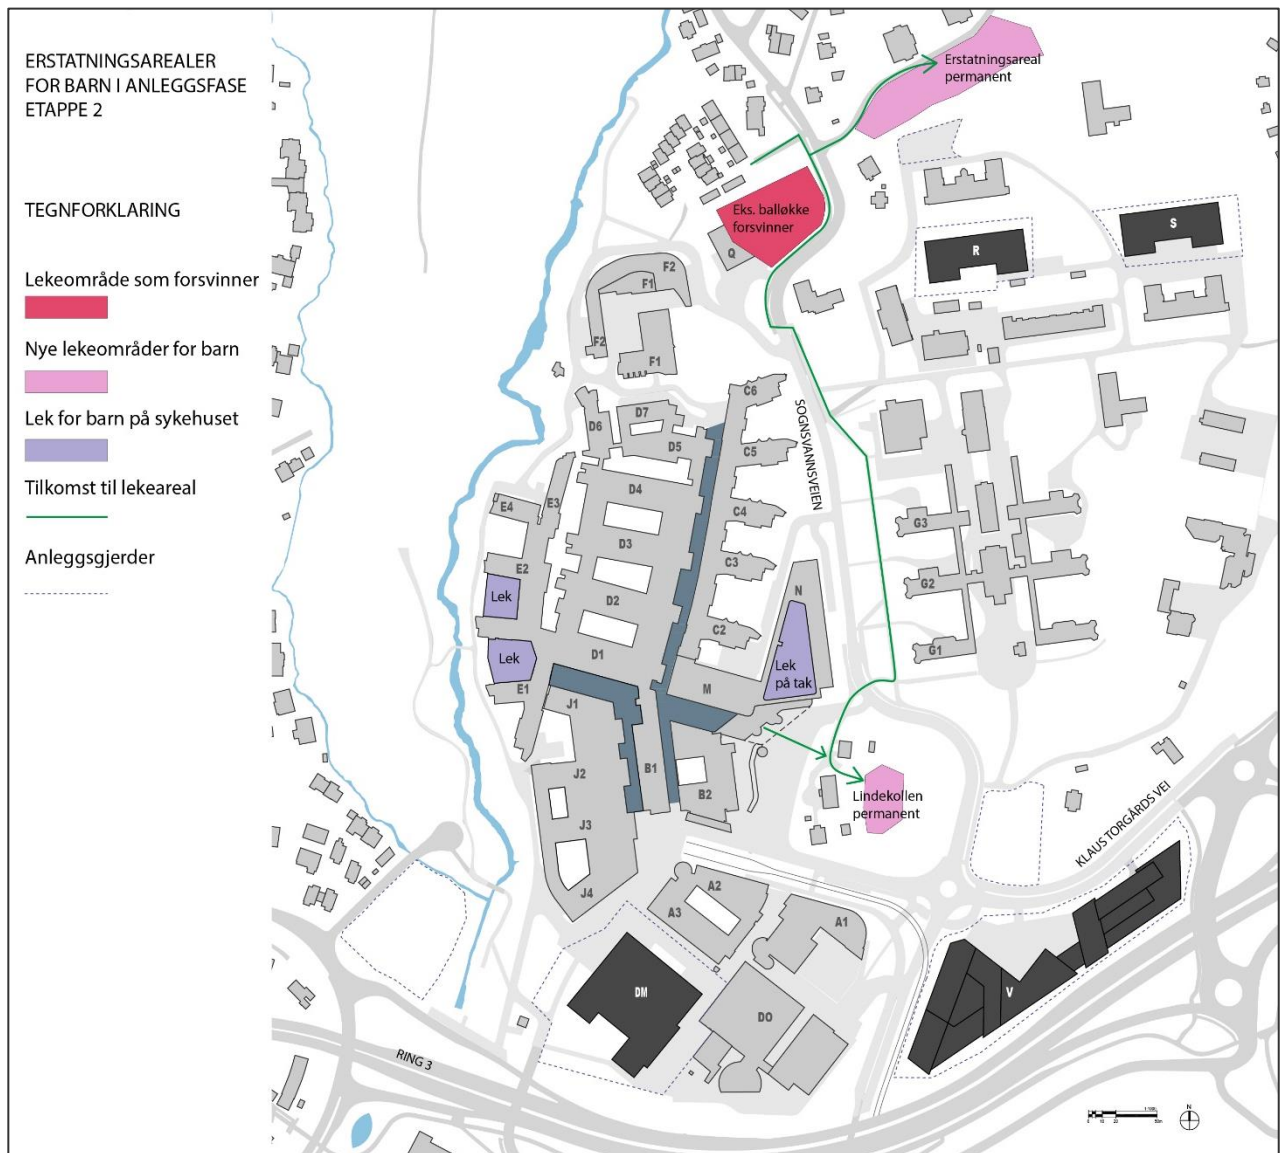 ERSTATNINGSAREALER
FOR BARN I ANLEGGSFASE
ETAPPE 2
TEGNFORKLARING
Lekeområde som forsvinner
Nye lekeområder for barn
Lek for barn på sykehuset
Tilkomst til lekeareal
Anleggsgjerder
Erstatningsareal
permanent
Eks. balløkke
forsvinner
Q
S
R
F2
F1
F2
F1
C6
D7
D6
D5
C5
SOGNSVANNSVEIEN
D4
E4
E3
C4
G3
D3
C3
E2
G2
N
Lek
D2
C2
G1
Lek
D1
Lek
på tak
M
E1
J1
J2
B1
B2
Lindekollen
permanent
J3
KLAUS TORGÅRDS VEI
J4
A2
A3
A1
DM
DO
V
RING 3
N